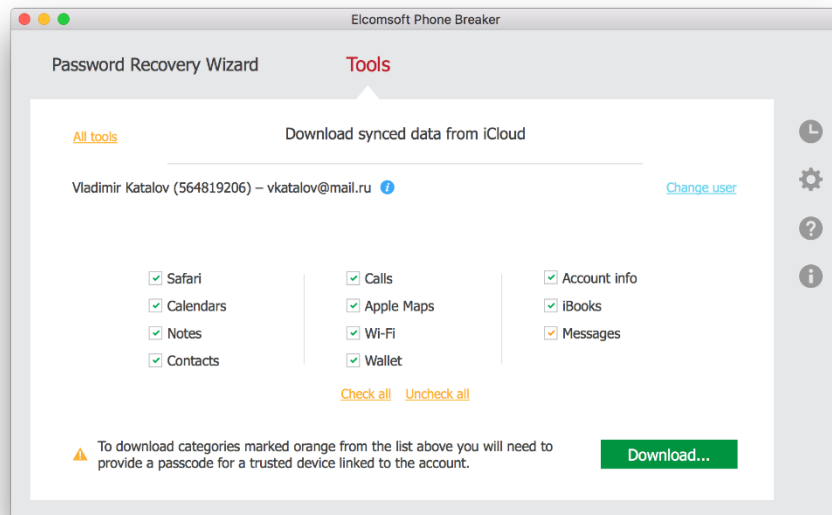 Elcomsoft Phone Breaker
Password Recovery Wizard
Tools
All tools
Download synced data from iCloud
Vladimir Katalov (564819206) – vkatalov@mail.ru
Change user
Safari
Calendars
Notes
Contacts
Calls
Apple Maps
Wi-Fi
Wallet
Account info
iBooks
Messages
Check all
Uncheck all
To download categories marked orange from the list above you will need to
provide a passcode for a trusted device linked to the account.
Download...